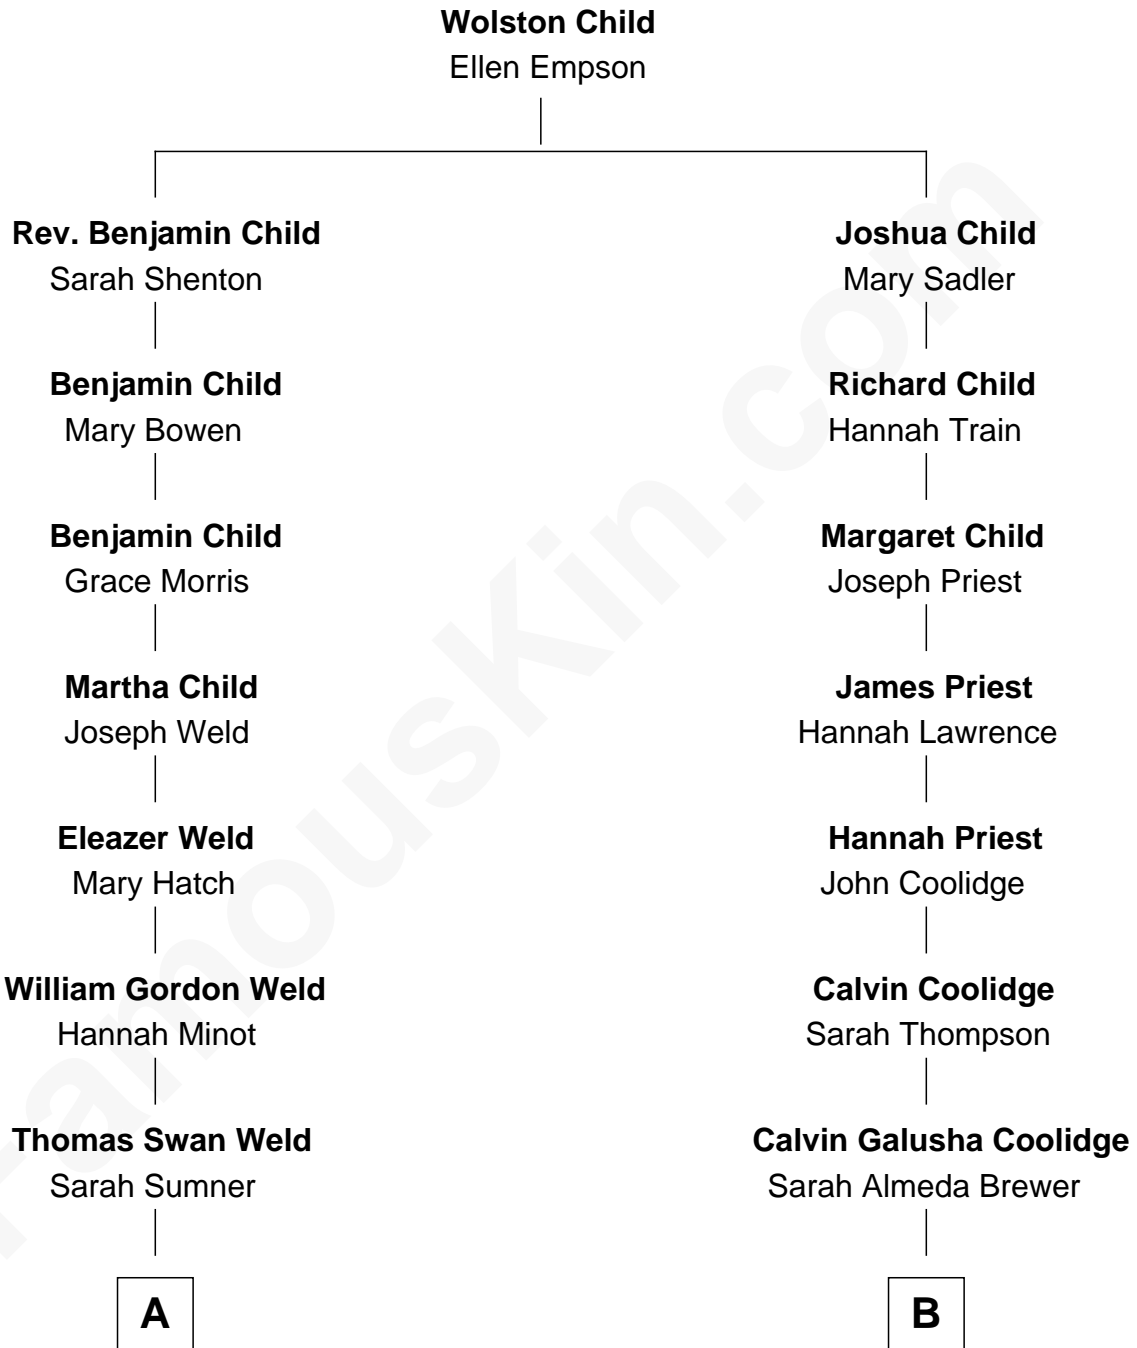 Wolston Child
Ellen Empson
Rev. Benjamin Child
Sarah Shenton
Joshua Child
Mary Sadler
Benjamin Child
Mary Bowen
Richard Child
Hannah Train
Benjamin Child
Grace Morris
Margaret Child
Joseph Priest
Martha Child
Joseph Weld
James Priest
Hannah Lawrence
Eleazer Weld
Mary Hatch
Hannah Priest
John Coolidge
William Gordon Weld
Hannah Minot
Calvin Coolidge
Sarah Thompson
Thomas Swan Weld
Sarah Sumner
Calvin Galusha Coolidge
Sarah Almeda Brewer
A
B
FamousKin.com